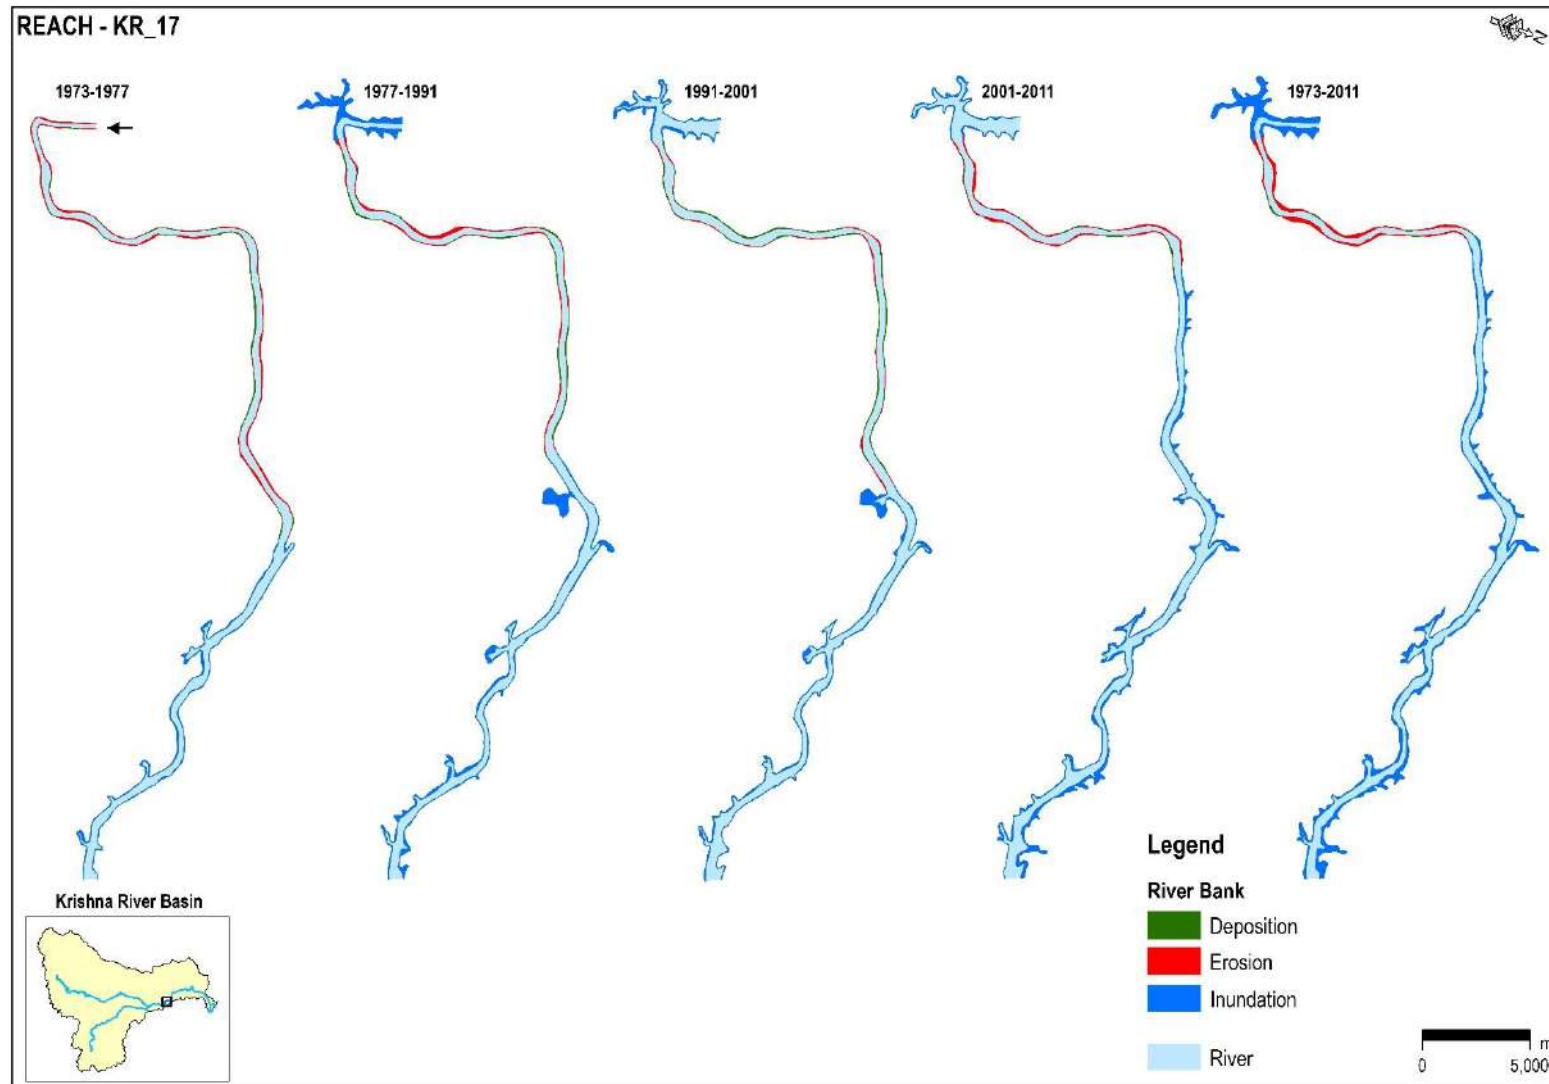 REACH - KR_17
N
1973-1977
1977-1991
1991-2001
2001-2011
1973-2011
Legend
River Bank
Deposition
Erosion
Inundation
River
Krishna River Basin
m
0 5,000